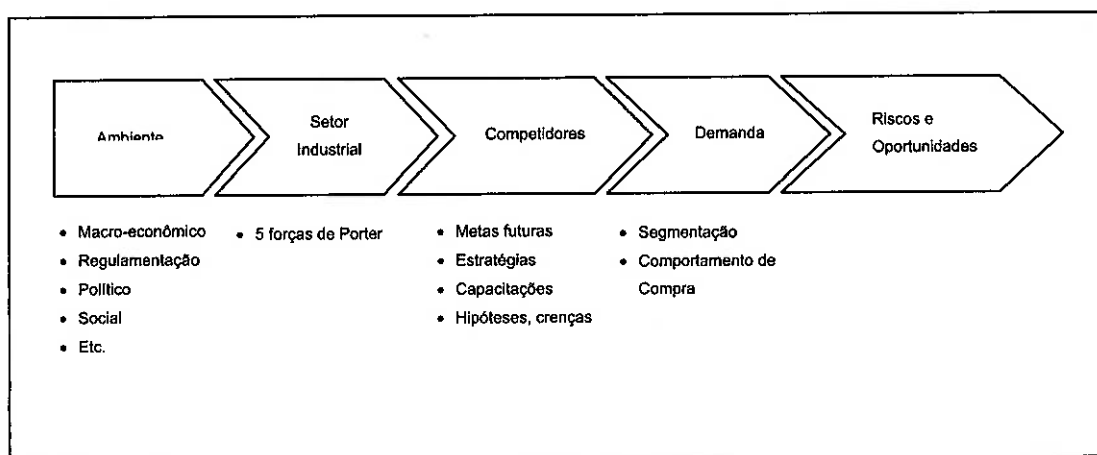 Ambiente
Setor
Industrial
Competidores
Demanda
Riscos e
Oportunidades
• Macro-econômico
• Regulamentação
• Político
• Social
• Etc.
• 5 forças de Porter
• Metas futuras
• Estratégias
• Capacitações
• Hipóteses, crenças
• Segmentação
• Comportamento de
Compra